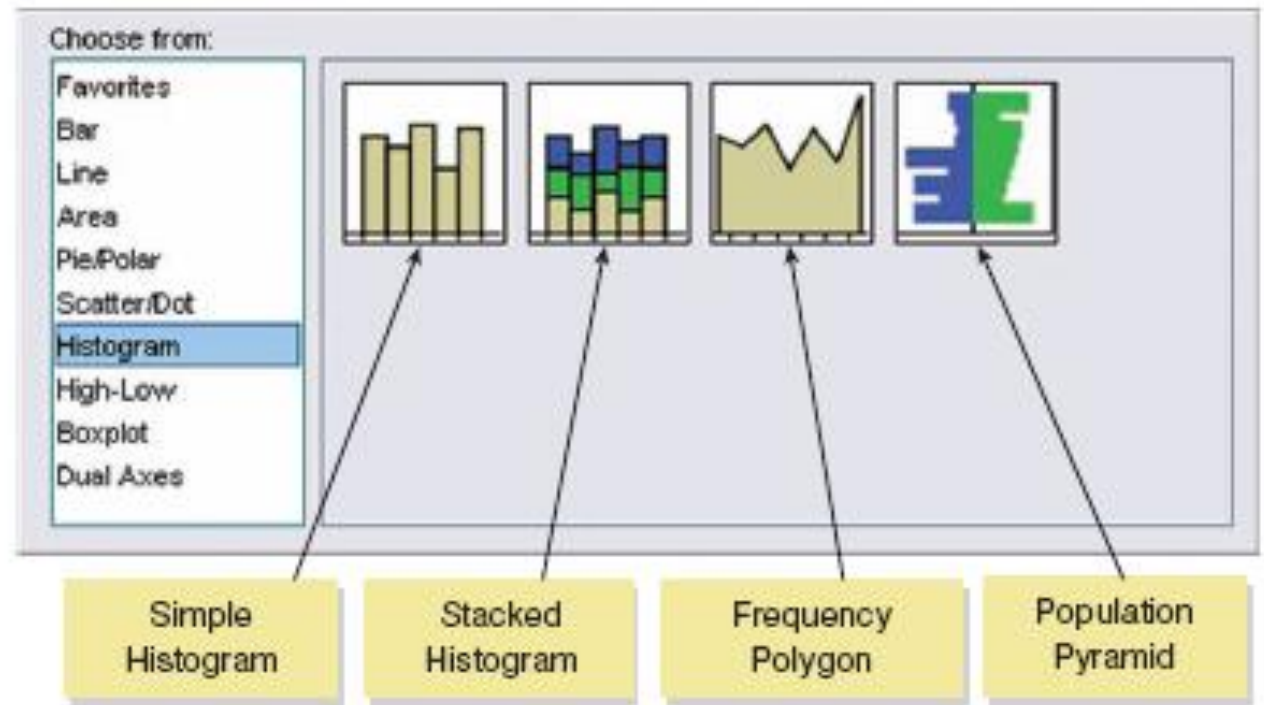 Choose from:
Favorites
Bar
Line
Area
Pie/Polar
Scatter/Dot
Histogram
High-Low
Boxplot
Dual Axes
Simple
Histogram
Stacked
Histogram
Frequency
Polygon
Population
Pyramid